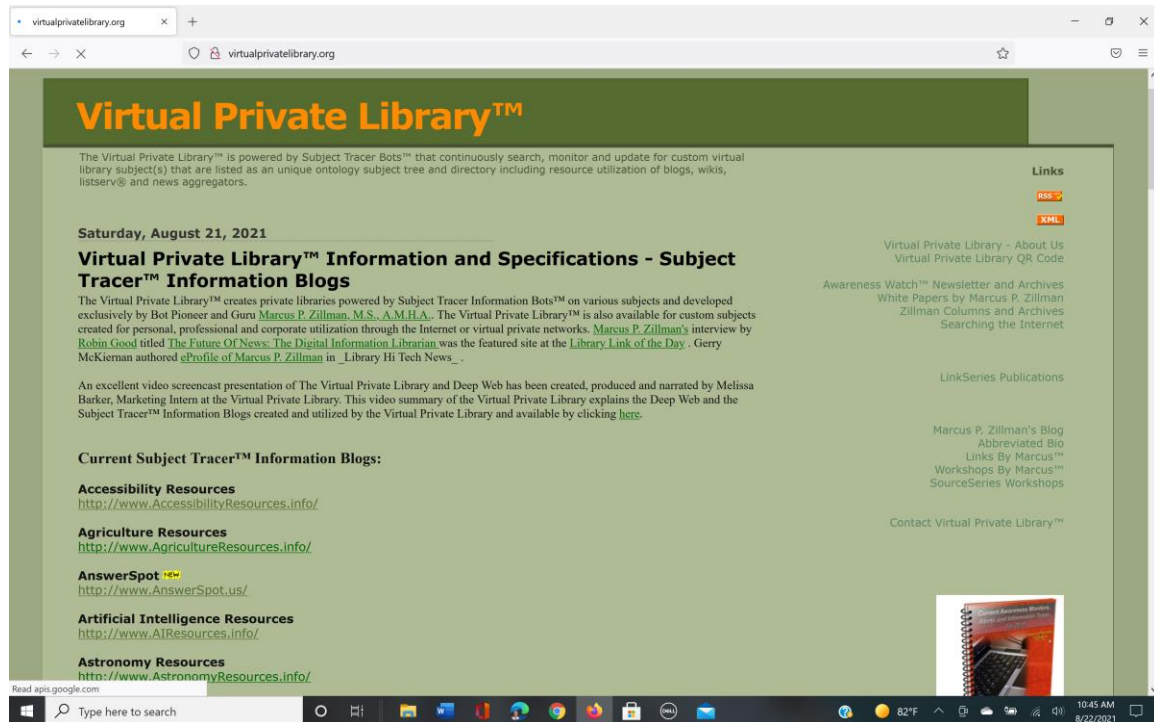 virtualprivatelibrary.org
virtualprivatelibrary.org
Virtual Private Library™
The Virtual Private Library™ is powered by Subject Tracer Bots™ that continuously search, monitor and update for custom virtual
library subject(s) that are listed as an unique ontology subject tree and directory including resource utilization of blogs, wikis,
listserv® and news aggregators.
Saturday, August 21, 2021
Virtual Private Library™ Information and Specifications - Subject
Tracer™ Information Blogs
The Virtual Private Library™ creates private libraries powered by Subject Tracer Information Bots™ on various subjects and developed
exclusively by Bot Pioneer and Guru Marcus P. Zillman, M.S., A.M.H.A.. The Virtual Private Library™ is also available for custom subjects
created for personal, professional and corporate utilization through the Internet or virtual private networks. Marcus P. Zillman's interview by
Robin Good titled The Future Of News: The Digital Information Librarian was the featured site at the Library Link of the Day . Gerry
McKiernan authored eProfile of Marcus P. Zillman in _Library Hi Tech News_ .
An excellent video screencast presentation of The Virtual Private Library and Deep Web has been created, produced and narrated by Melissa
Barker, Marketing Intern at the Virtual Private Library. This video summary of the Virtual Private Library explains the Deep Web and the
Subject Tracer™ Information Blogs created and utilized by the Virtual Private Library and available by clicking here.
Current Subject Tracer™ Information Blogs:
Accessibility Resources
http://www.AccessibilityResources.info/
Agriculture Resources
http://www.AgricultureResources.info/
AnswerSpot NEW
http://www.AnswerSpot.us/
Artificial Intelligence Resources
http://www.AIResources.info/
Astronomy Resources
http://www.AstronomyResources.info/
Links
RSS
XML
Virtual Private Library - About Us
Virtual Private Library QR Code
Awareness Watch™ Newsletter and Archives
White Papers by Marcus P. Zillman
Zillman Columns and Archives
Searching the Internet
LinkSeries Publications
Marcus P. Zillman's Blog
Abbreviated Bio
Links By Marcus™
Workshops By Marcus™
SourceSeries Workshops
Contact Virtual Private Library™
Current Awareness Monitors,
Alerts and Information Traps
Read apis.google.com
Type here to search
DELL
82°F
10:45 AM
8/22/2021